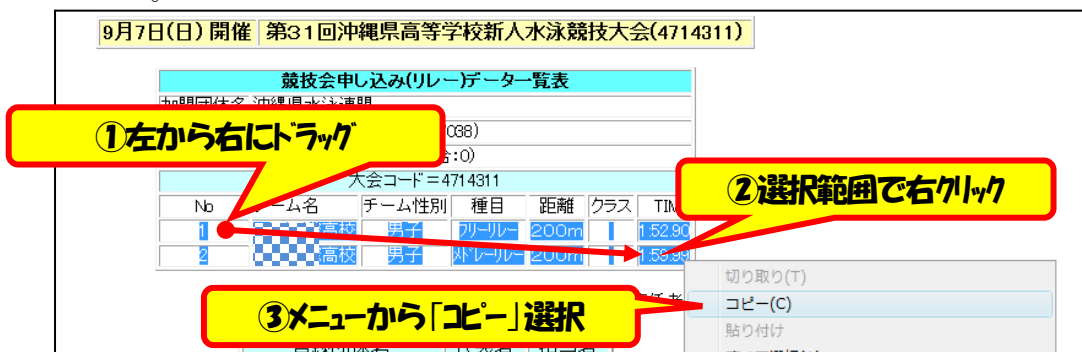 9月7日(日) 開催 第31回沖縄県高等学校新人水泳競技大会(4714311)
競技会申し込み(リレー)データ一覧表
①左から右にドラッグ
038)
:0)
大会コード=4714311
②選択範囲で右クリック
No ーム名 チーム性別 種目 距離 クラス TIM
1 高校 男子 フリーリレー 200m 1:52.90
2 高校 男子 メドレーリレー 200m
切り取り(T)
③メニューから「コピー」選択
コピー(C)
貼り付け